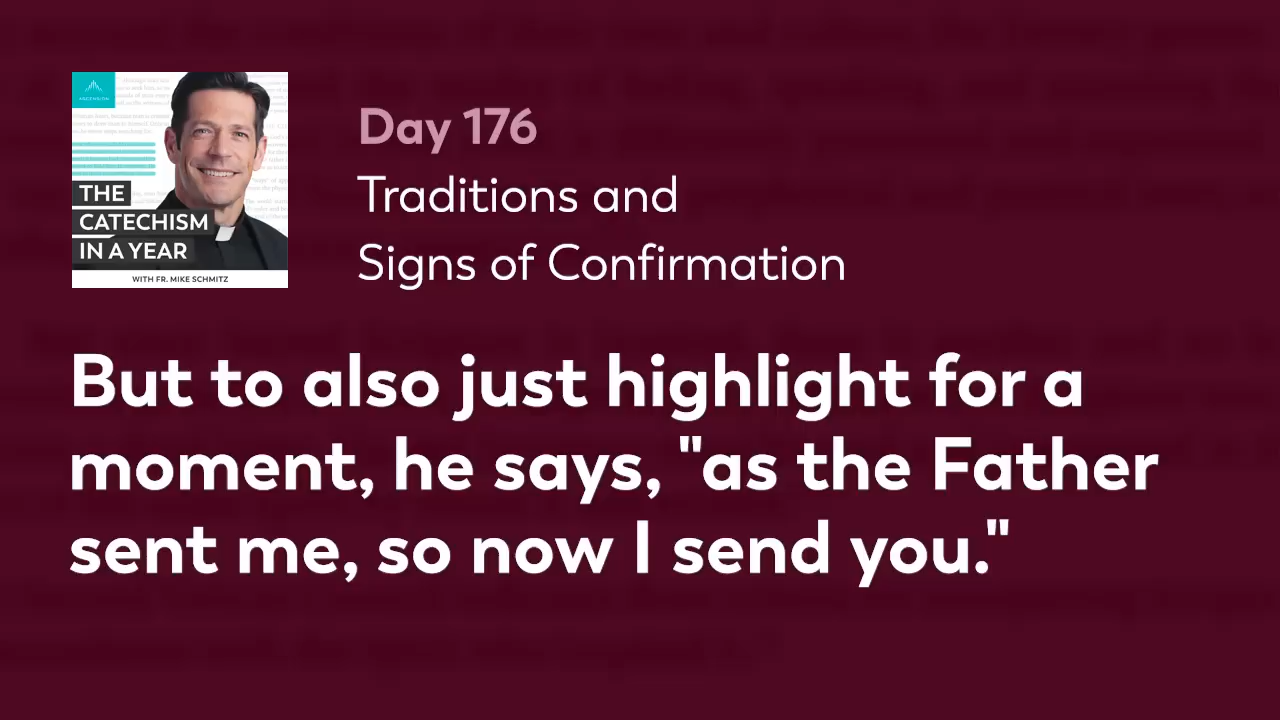 ASCENSION
THE
CATECHISM
IN A YEAR
WITH FR. MIKE SCHMITZ
Day 176
Traditions and
Signs of Confirmation
But to also just highlight for a
moment, he says, "as the Father
sent me, so now I send you."